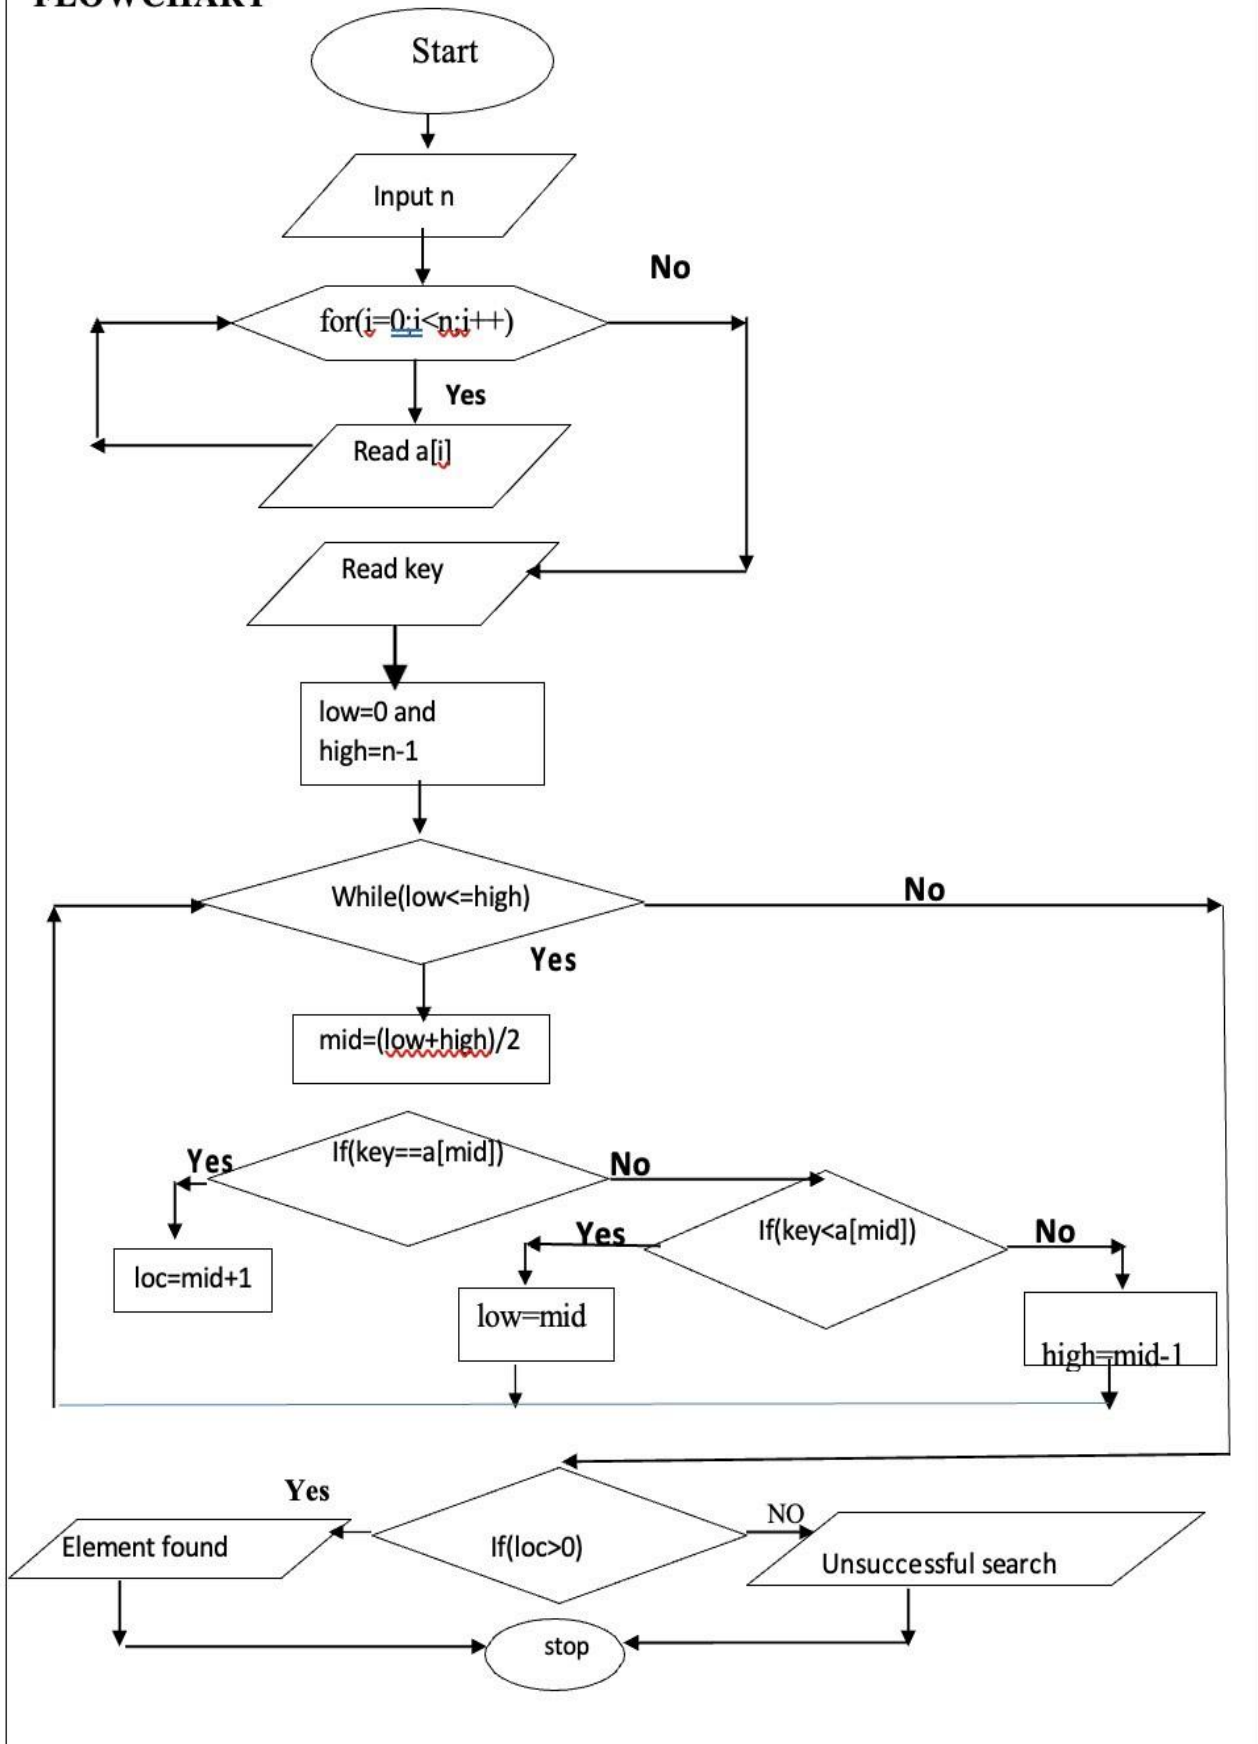 FLOWCHART
Start
Input n
No
for(i=0;i<n;i++)
Yes
Read a[i]
Read key
low=0 and
high=n-1
While(low<=high)
No
Yes
mid=(low+high)/2
If(key==a[mid])
Yes
No
If(key<a[mid])
Yes
No
loc=mid+1
low=mid
high=mid-1
Yes
NO
Element found
If(loc>0)
Unsuccessful search
stop